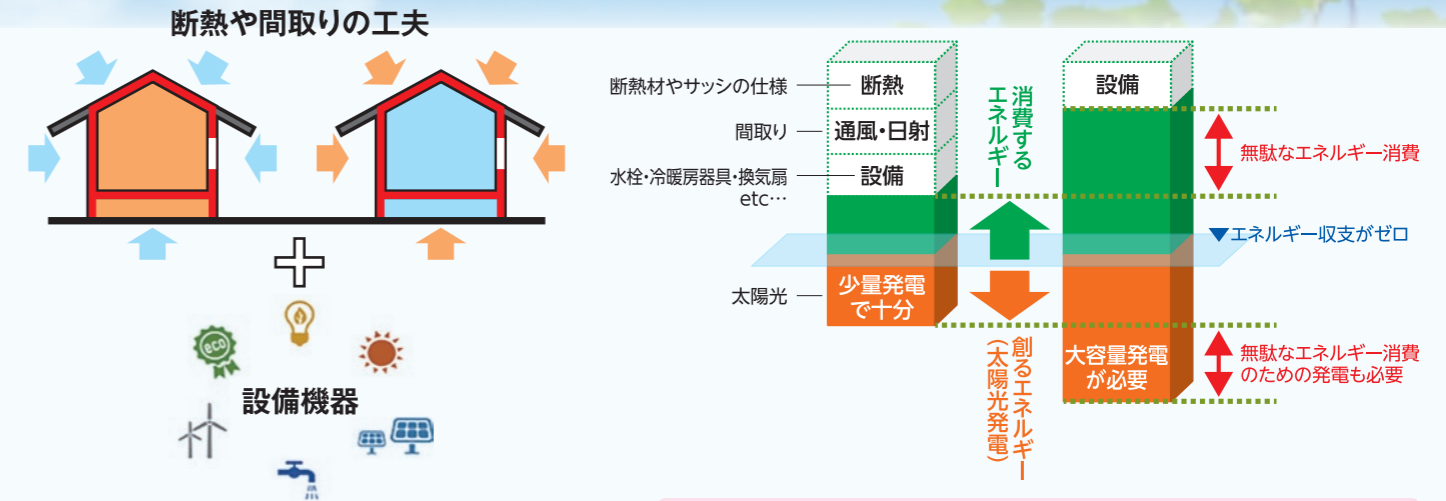 断熱や間取りの工夫
eco
設備機器
断熱材やサッシの仕様
断熱
間取り
通風・日射
水栓・冷暖房器具・換気扇
etc…
設備
太陽光
少量発電
で十分
消費する
エネルギー
創るエネルギー
(太陽光発電)
設備
大容量発電
が必要
無駄なエネルギー消費
▼エネルギー収支がゼロ
無駄なエネルギー消費
のための発電も必要